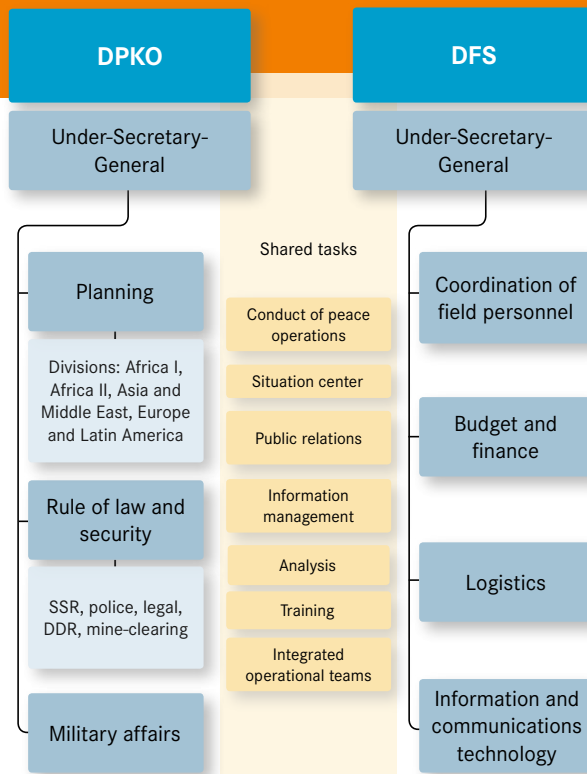 DPKO
Under-Secretary-
General
Planning
Divisions: Africa I,
Africa II, Asia and
Middle East, Europe
and Latin America
Rule of law and
security
SSR, police, legal,
DDR, mine-clearing
Military affairs
Shared tasks
Conduct of peace
operations
Situation center
Public relations
Information
management
Analysis
Training
Integrated
operational teams
DFS
Under-Secretary-
General
Coordination of
field personnel
Budget and
finance
Logistics
Information and
communications
technology